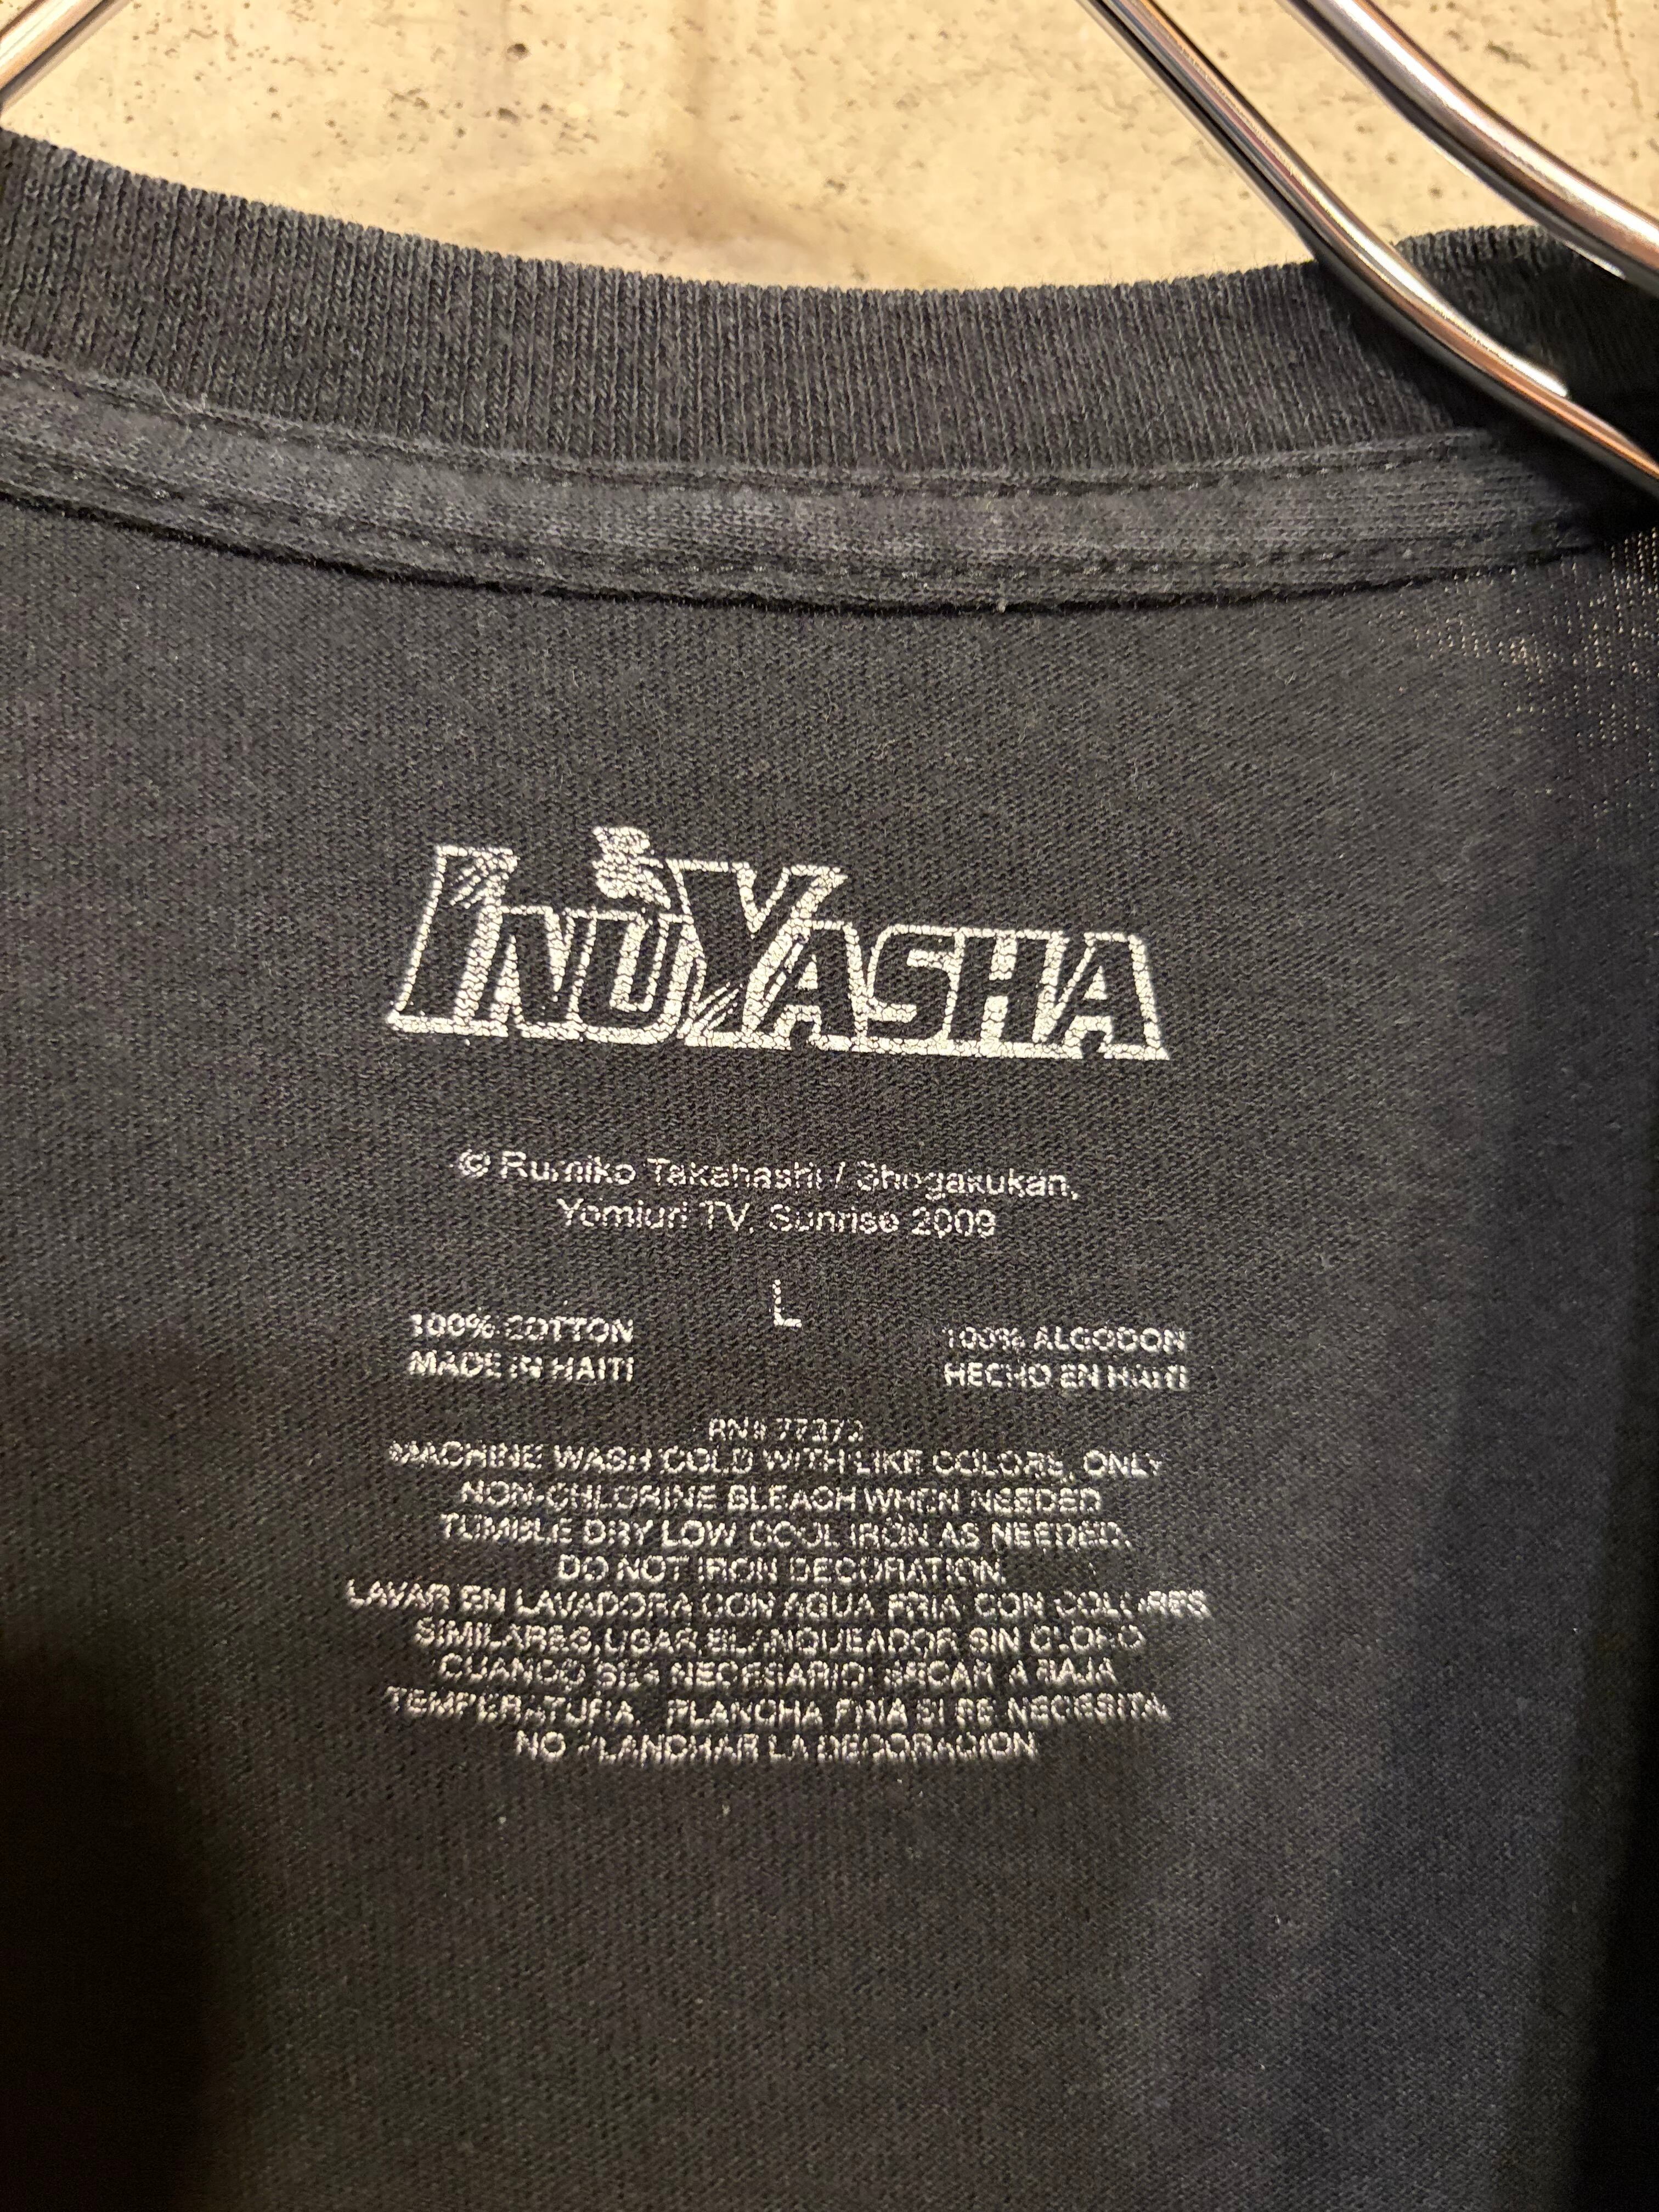 INUYASHA
© Rumiko Takahashi / Shogakukan,
Yomiuri TV, Sunrise 2009
L
100% COTTON
MADE IN HAITI
100% ALGODON
HECHO EN HAITI
RN# 77372
MACHINE WASH COLD WITH LIKE COLORS, ONLY
NON-CHLORINE BLEACH WHEN NEEDED
TUMBLE DRY LOW COOL IRON AS NEEDED.
DO NOT IRON DECORATION.
LAVAR EN LAVADORA CON AGUA FRIA CON COLORES
SIMILARES, USAR BLANQUEADOR SIN CLORO
CUANDO SEA NECESARIO. SECAR A BAJA
TEMPERATURA. PLANCHA FRIA SI ES NECESITA
NO PLANCHAR LA DECORACION